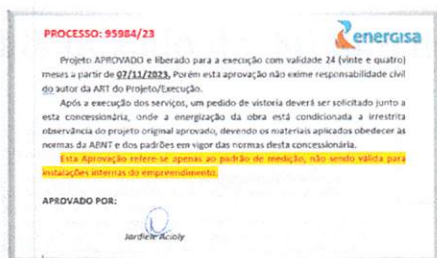 PROCESSO: 95984/23
energisa
Projeto APROVADO e liberado para a execução com validade 24 (vinte e quatro)
meses a partir de 07/11/2023, Porém esta aprovação não exime responsabilidade civil
do autor da ART do Projeto/Execução.
Após a execução dos serviços, um pedido de vistoria deverá ser solicitado junto a
esta concessionária, onde a energização da obra está condicionada a irrestrita
observância do projeto original aprovado, devendo os materiais aplicados obedecer às
normas da ABNT e dos padrões em vigor das normas desta concessionária.
Esta Aprovação refere-se apenas ao padrão de medição, não sendo válida para
instalações internas do empreendimento.
APROVADO POR:
Jardiele Acioly